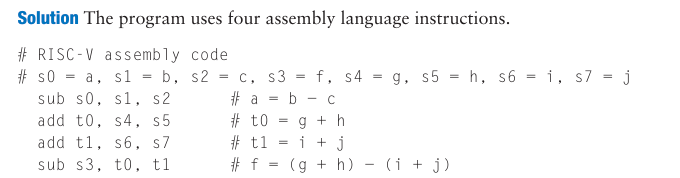 Solution The program uses four assembly language instructions.
# RISC-V assembly code
# s0 = a, s1 = b, s2 = c, s3 = f, s4 = g, s5 = h, s6 = i, s7 = j
sub s0, s1, s2 # a = b − c
add t0, s4, s5 # t0 = g + h
add t1, s6, s7 # t1 = i + j
sub s3, t0, t1 # f = (g + h) − (i + j)